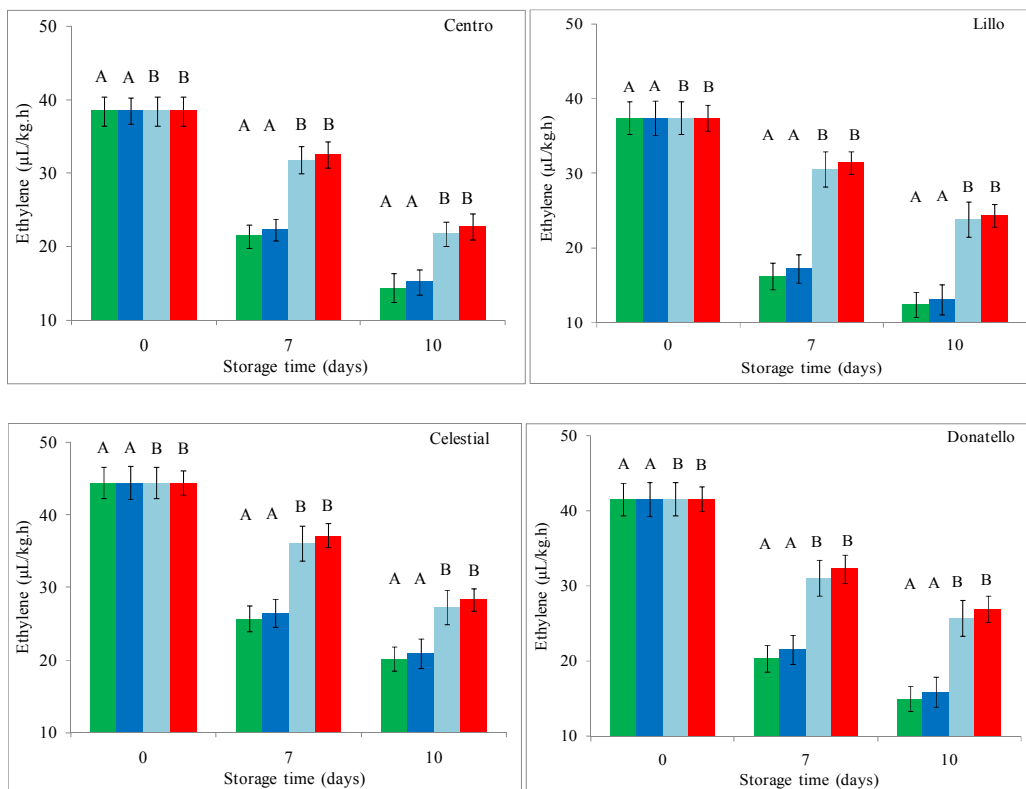 Centro
Ethylene (µL/kg.h)
50
40
30
20
10
A A B B
A A B B
A A B B
0 7 10
Storage time (days)
Lillo
Ethylene (µL/kg.h)
50
40
30
20
10
A A B B
A A B B
A A B B
0 7 10
Storage time (days)
Celestial
Ethylene (µL/kg.h)
50
40
30
20
10
A A B B
A A B B
A A B B
0 7 10
Storage time (days)
Donatello
Ethylene (µL/kg.h)
50
40
30
20
10
A A B B
A A B B
A A B B
0 7 10
Storage time (days)